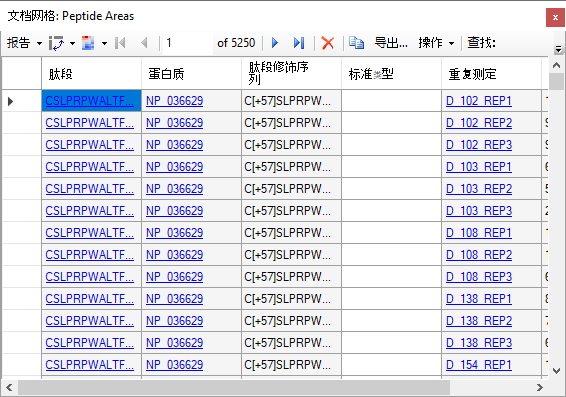 文档网格: Peptide Areas
报告 1 of 5250 导出... 操作 查找:
肽段 蛋白质 肽段修饰序列 标准类型 重复测定
CSLPRPWALTF... NP_036629 C[+57]SLPRPW... D_102_REP1
CSLPRPWALTF... NP_036629 C[+57]SLPRPW... D_102_REP2
CSLPRPWALTF... NP_036629 C[+57]SLPRPW... D_102_REP3
CSLPRPWALTF... NP_036629 C[+57]SLPRPW... D_103_REP1
CSLPRPWALTF... NP_036629 C[+57]SLPRPW... D_103_REP2
CSLPRPWALTF... NP_036629 C[+57]SLPRPW... D_103_REP3
CSLPRPWALTF... NP_036629 C[+57]SLPRPW... D_108_REP1
CSLPRPWALTF... NP_036629 C[+57]SLPRPW... D_108_REP2
CSLPRPWALTF... NP_036629 C[+57]SLPRPW... D_108_REP3
CSLPRPWALTF... NP_036629 C[+57]SLPRPW... D_138_REP1
CSLPRPWALTF... NP_036629 C[+57]SLPRPW... D_138_REP2
CSLPRPWALTF... NP_036629 C[+57]SLPRPW... D_138_REP3
CSLPRPWALTF... NP_036629 C[+57]SLPRPW... D_154_REP1